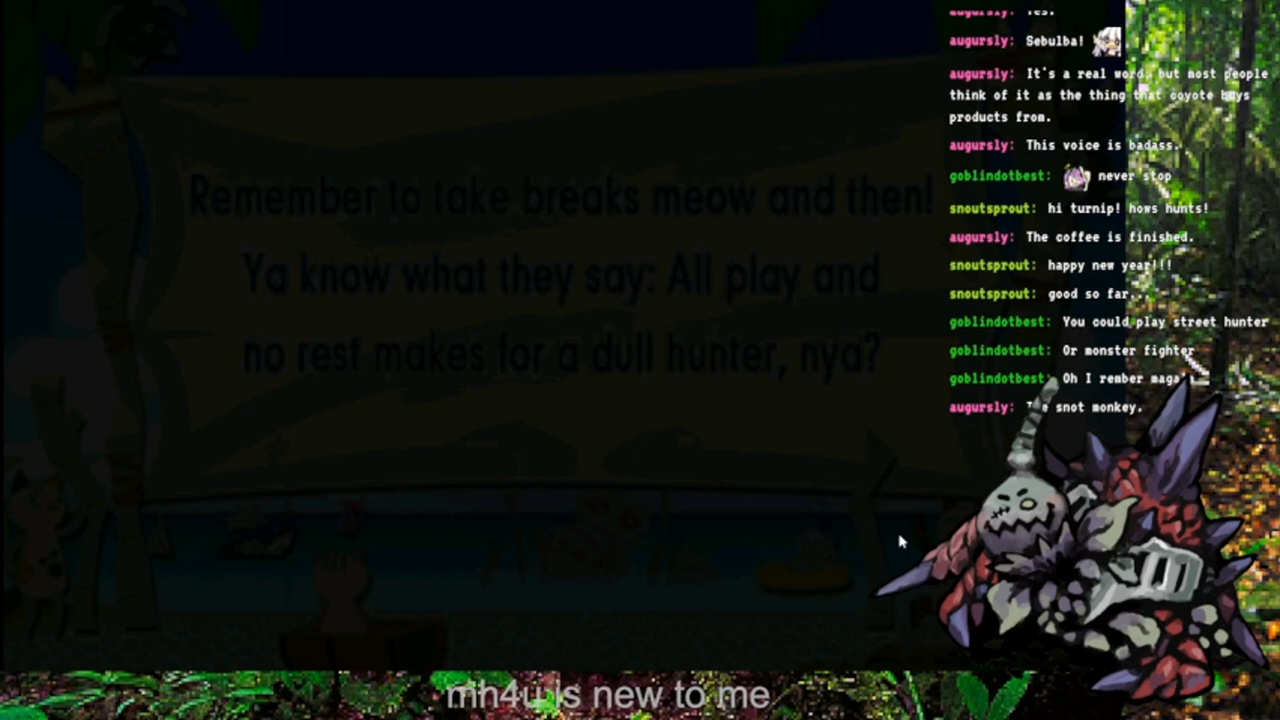 Remember to take breaks meow and then!
Ya know what they say: All play and
no rest makes for a dull hunter, nya?
augursly: Yes.
augursly: Sebulba!
augursly: It's a real word, but most people
think of it as the thing that coyote buys
products from.
augursly: This voice is badass.
goblindotbest: never stop
snoutsprout: hi turnip! hows hunts!
augursly: The coffee is finished.
snoutsprout: happy new year!!!
snoutsprout: good so far...
goblindotbest: You could play street hunter
goblindotbest: Or monster fighter
goblindotbest: Oh I rember maga
augursly: The snot monkey.
mh4u is new to me